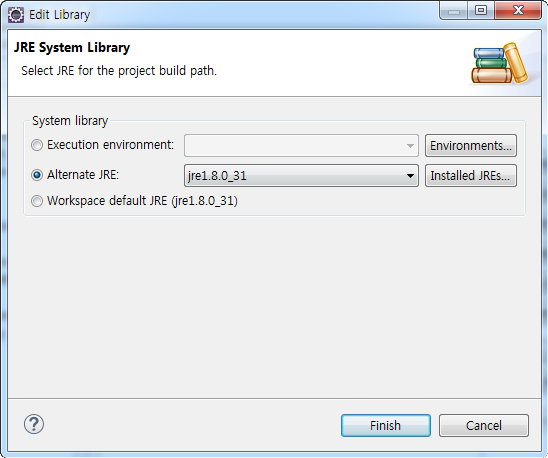 Edit Library
JRE System Library
Select JRE for the project build path.
System library
Execution environment: Environments...
Alternate JRE: jre1.8.0_31 Installed JREs...
Workspace default JRE (jre1.8.0_31)
? Finish Cancel